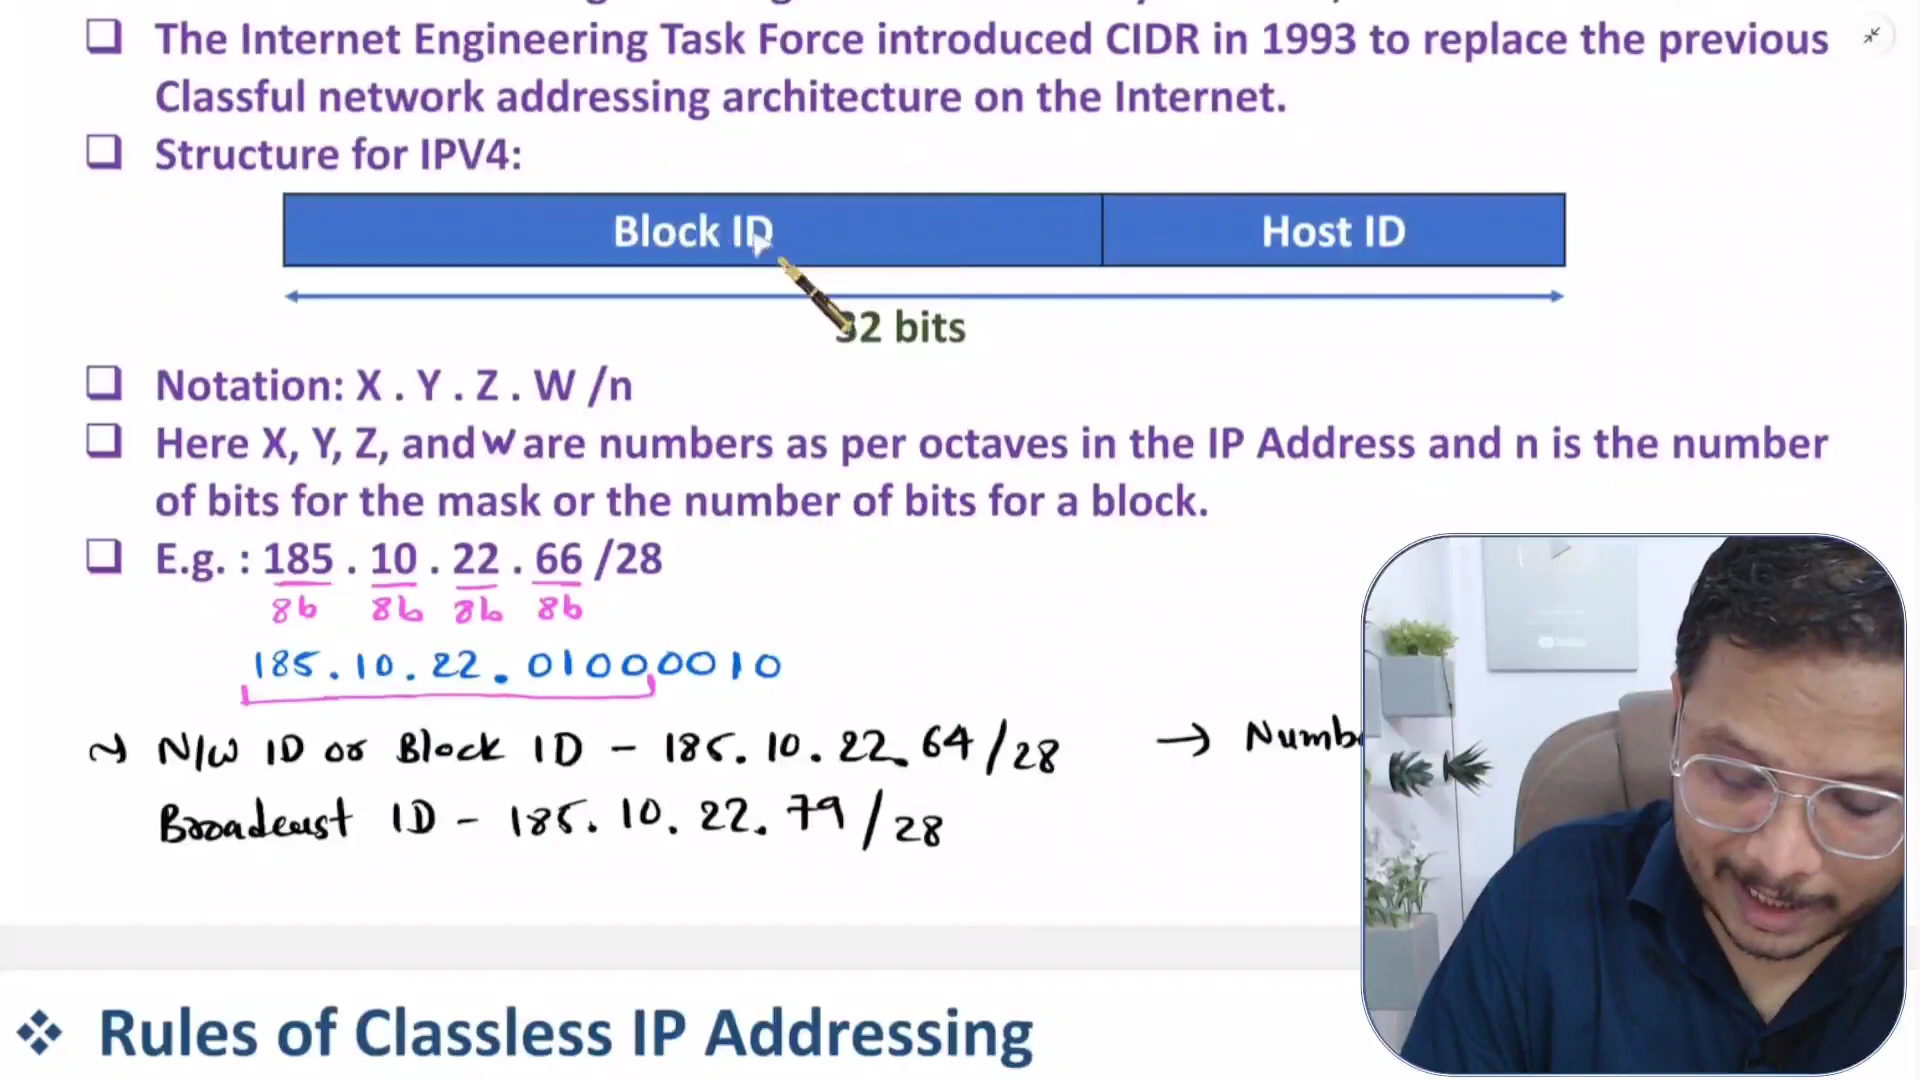 The Internet Engineering Task Force introduced CIDR in 1993 to replace the previous
Classful network addressing architecture on the Internet.
Structure for IPV4:
Block ID Host ID
32 bits
Notation: X . Y . Z . W /n
Here X, Y, Z, and W are numbers as per octaves in the IP Address and n is the number
of bits for the mask or the number of bits for a block.
E.g. : 185 . 10 . 22 . 66 /28
8b 8b 8b 8b
185.10.22.01000010
N/W ID or Block ID - 185.10.22.64/28 → Numb
Broadcast ID - 185.10.22.79/28
Rules of Classless IP Addressing